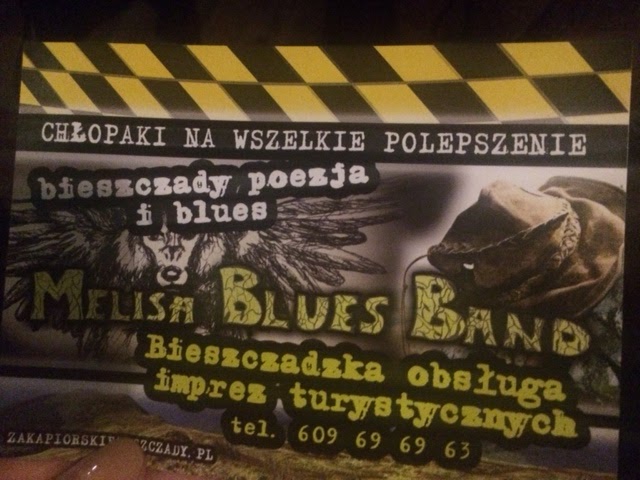 CHŁOPAKI NA WSZELKIE POLEPSZENIE
bieszczady poezja
i blues
MELISA BLUES BAND
Bieszczadzka obsługa
imprez turystycznych
tel. 609 69 69 63